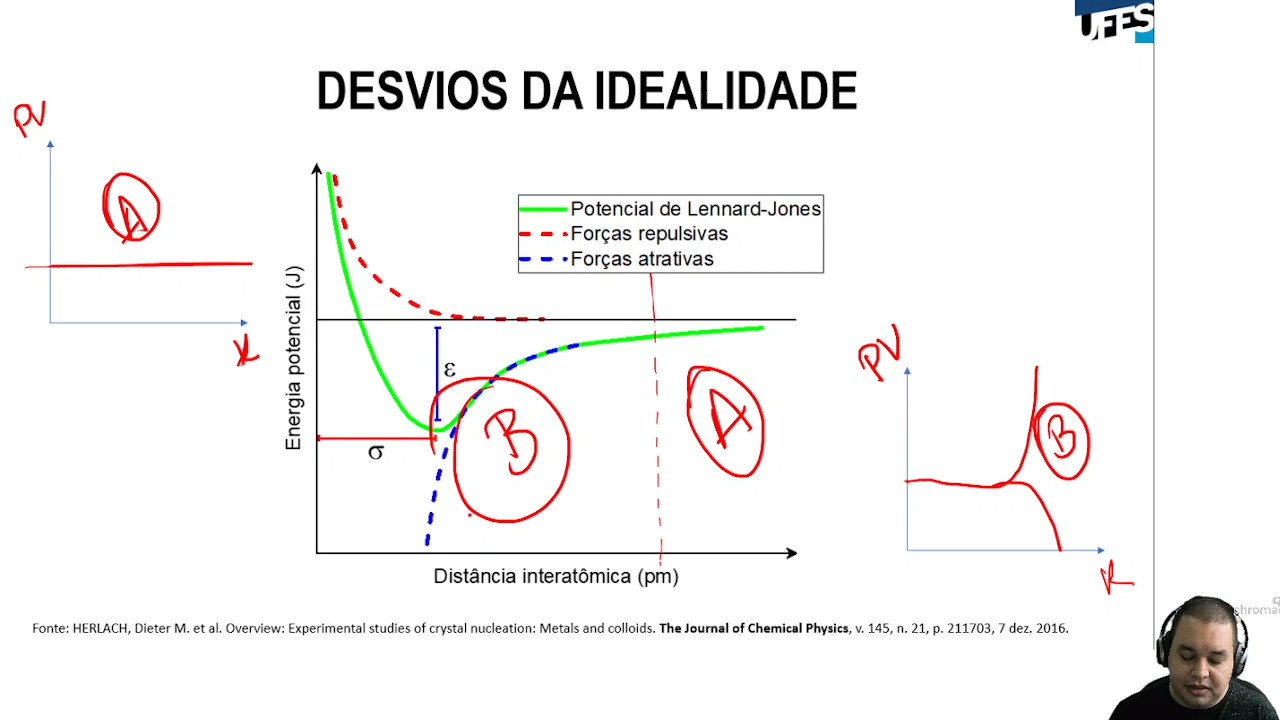 UFES
DESVIOS DA IDEALIDADE
PV
A
Potencial de Lennard-Jones
Forças repulsivas
Forças atrativas
Energia potencial (J)
ε
σ
B
A
PV
B
Distância interatômica (pm)
Fonte: HERLACH, Dieter M. et al. Overview: Experimental studies of crystal nucleation: Metals and colloids. The Journal of Chemical Physics, v. 145, n. 21, p. 211703, 7 dez. 2016.